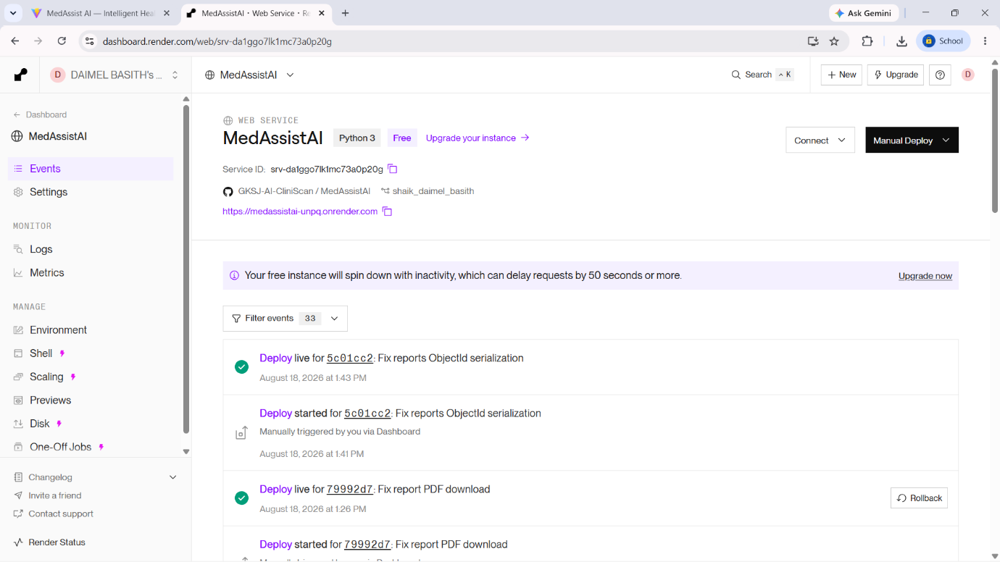 MedAssist AI — Intelligent Heal
MedAssistAI · Web Service · Re
Ask Gemini
dashboard.render.com/web/srv-da1ggo7lk1mc73a0p20g
School
D
DAIMEL BASITH's ...
MedAssistAI
Search
K
New
Upgrade
D
Dashboard
MedAssistAI
Events
Settings
MONITOR
Logs
Metrics
MANAGE
Environment
Shell
Scaling
Previews
Disk
One-Off Jobs
Changelog
Invite a friend
Contact support
Render Status
WEB SERVICE
MedAssistAI
Python 3
Free
Upgrade your instance
Connect
Manual Deploy
Service ID: srv-da1ggo7lk1mc73a0p20g
GKSJ-AI-CliniScan / MedAssistAI
shaik_daimel_basith
https://medassistai-unpq.onrender.com
Your free instance will spin down with inactivity, which can delay requests by 50 seconds or more.
Upgrade now
Filter events 33
Deploy live for 5c01cc2: Fix reports ObjectId serialization
August 18, 2026 at 1:43 PM
Deploy started for 5c01cc2: Fix reports ObjectId serialization
Manually triggered by you via Dashboard
August 18, 2026 at 1:41 PM
Deploy live for 79992d7: Fix report PDF download
August 18, 2026 at 1:26 PM
Rollback
Deploy started for 79992d7: Fix report PDF download